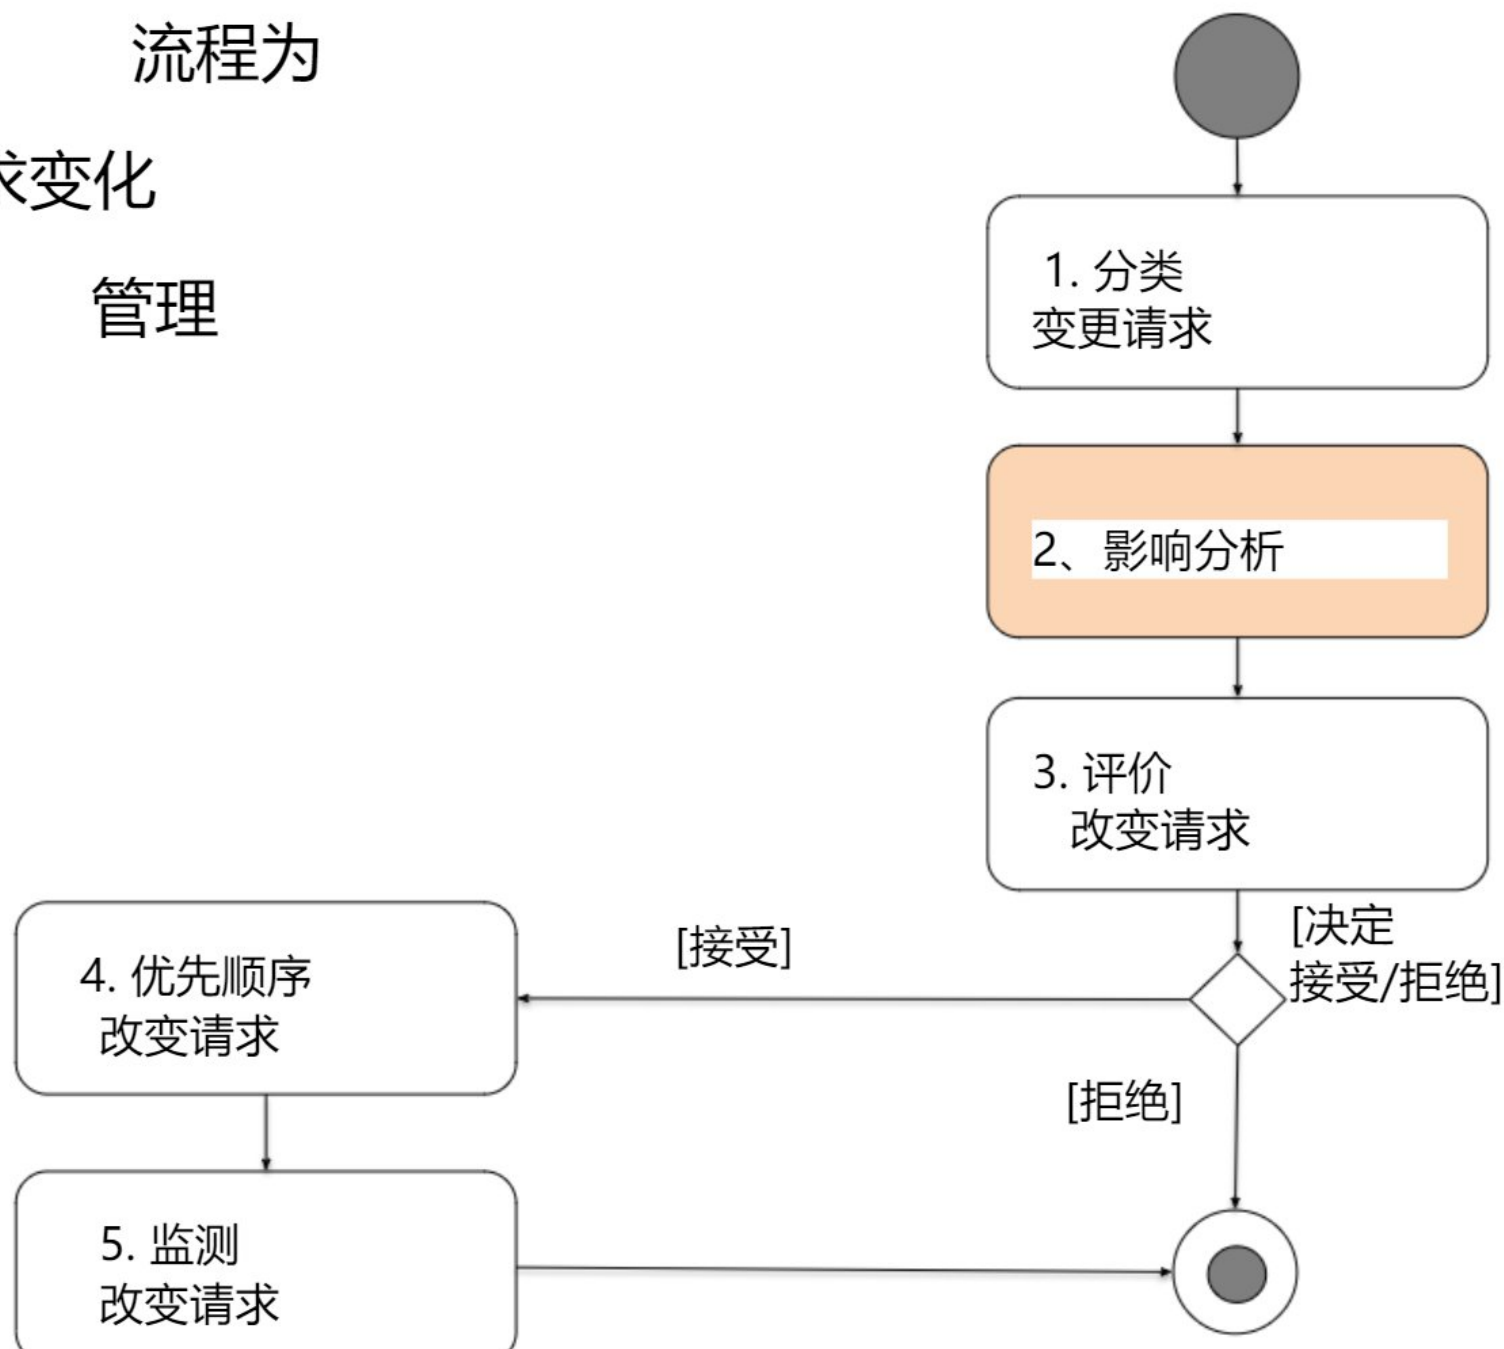 流程为
求变化
管理
1. 分类
变更请求
2、影响分析
3. 评价
改变请求
[决定
接受/拒绝]
[接受]
4. 优先顺序
改变请求
[拒绝]
5. 监测
改变请求